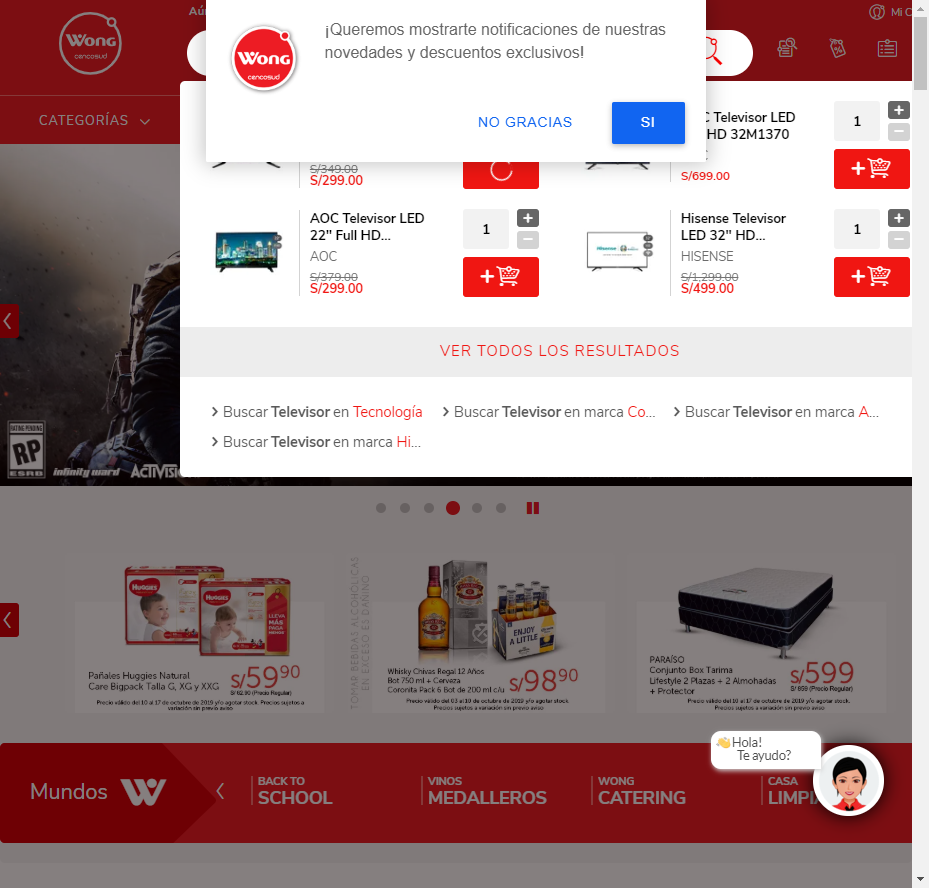 Aún
Mi C
Wong
cencosud
¡Queremos mostrarte notificaciones de nuestras
novedades y descuentos exclusivos!
Wong
cencosud
NO GRACIAS
SI
CATEGORÍAS
S/349.00
S/299.00
Televisor LED
HD 32M1370
S/699.00
1
+
AOC Televisor LED
22'' Full HD...
AOC
S/379.00
S/299.00
1
+
Hisense Televisor
LED 32'' HD...
HISENSE
S/1,299.00
S/499.00
1
+
VER TODOS LOS RESULTADOS
Buscar Televisor en Tecnología
Buscar Televisor en marca Co...
Buscar Televisor en marca A...
Buscar Televisor en marca Hi...
RATING PENDING
RP
ESRB
infinity ward
ACTIVISI
HUGGIES
HUGGIES
LLEVA
MÁS
PAGA
MENOS
Pañales Huggies Natural
Care Bigpack Talla G, XG y XXG
S/59.90
S/ 62.90 (Precio Regular)
Precio válido del 10 al 17 de octubre de 2019 y/o agotar stock. Precios sujetos a
variación sin previo aviso
TOMAR BEBIDAS ALCOHÓLICAS
EN EXCESO ES DAÑINO
ENJOY
A LITTLE
Whisky Chivas Regal 12 Años
Bot 750 ml + Cerveza
Coronita Pack 6 Bot de 200 ml c/u
S/98.90
Precio válido del 03 al 10 de octubre de 2019 y/o agotar stock.
Precios sujetos a variación sin previo aviso
PARAÍSO
Conjunto Box Tarima
Lifestyle 2 Plazas + 2 Almohadas
+ Protector
S/599
S/ 659 (Precio Regular)
Precio válido del 10 al 17 de octubre de 2019 y/o agotar stock.
Precios sujetos a variación sin previo aviso
Hola!
Te ayudo?
Mundos
BACK TO
SCHOOL
VINOS
MEDALLEROS
WONG
CATERING
CASA
LIMPI